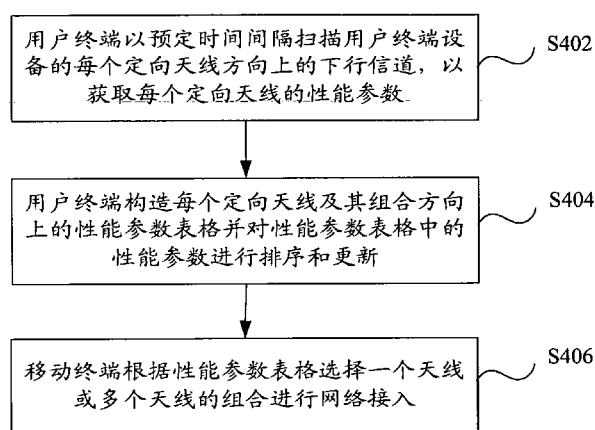 用户终端以预定时间间隔扫描用户终端设
备的每个定向天线方向上的下行信道，以
获取每个定向天线的性能参数
S402
用户终端构造每个定向天线及其组合方向
上的性能参数表格并对性能参数表格中的
性能参数进行排序和更新
S404
移动终端根据性能参数表格选择一个天线
或多个天线的组合进行网络接入
S406